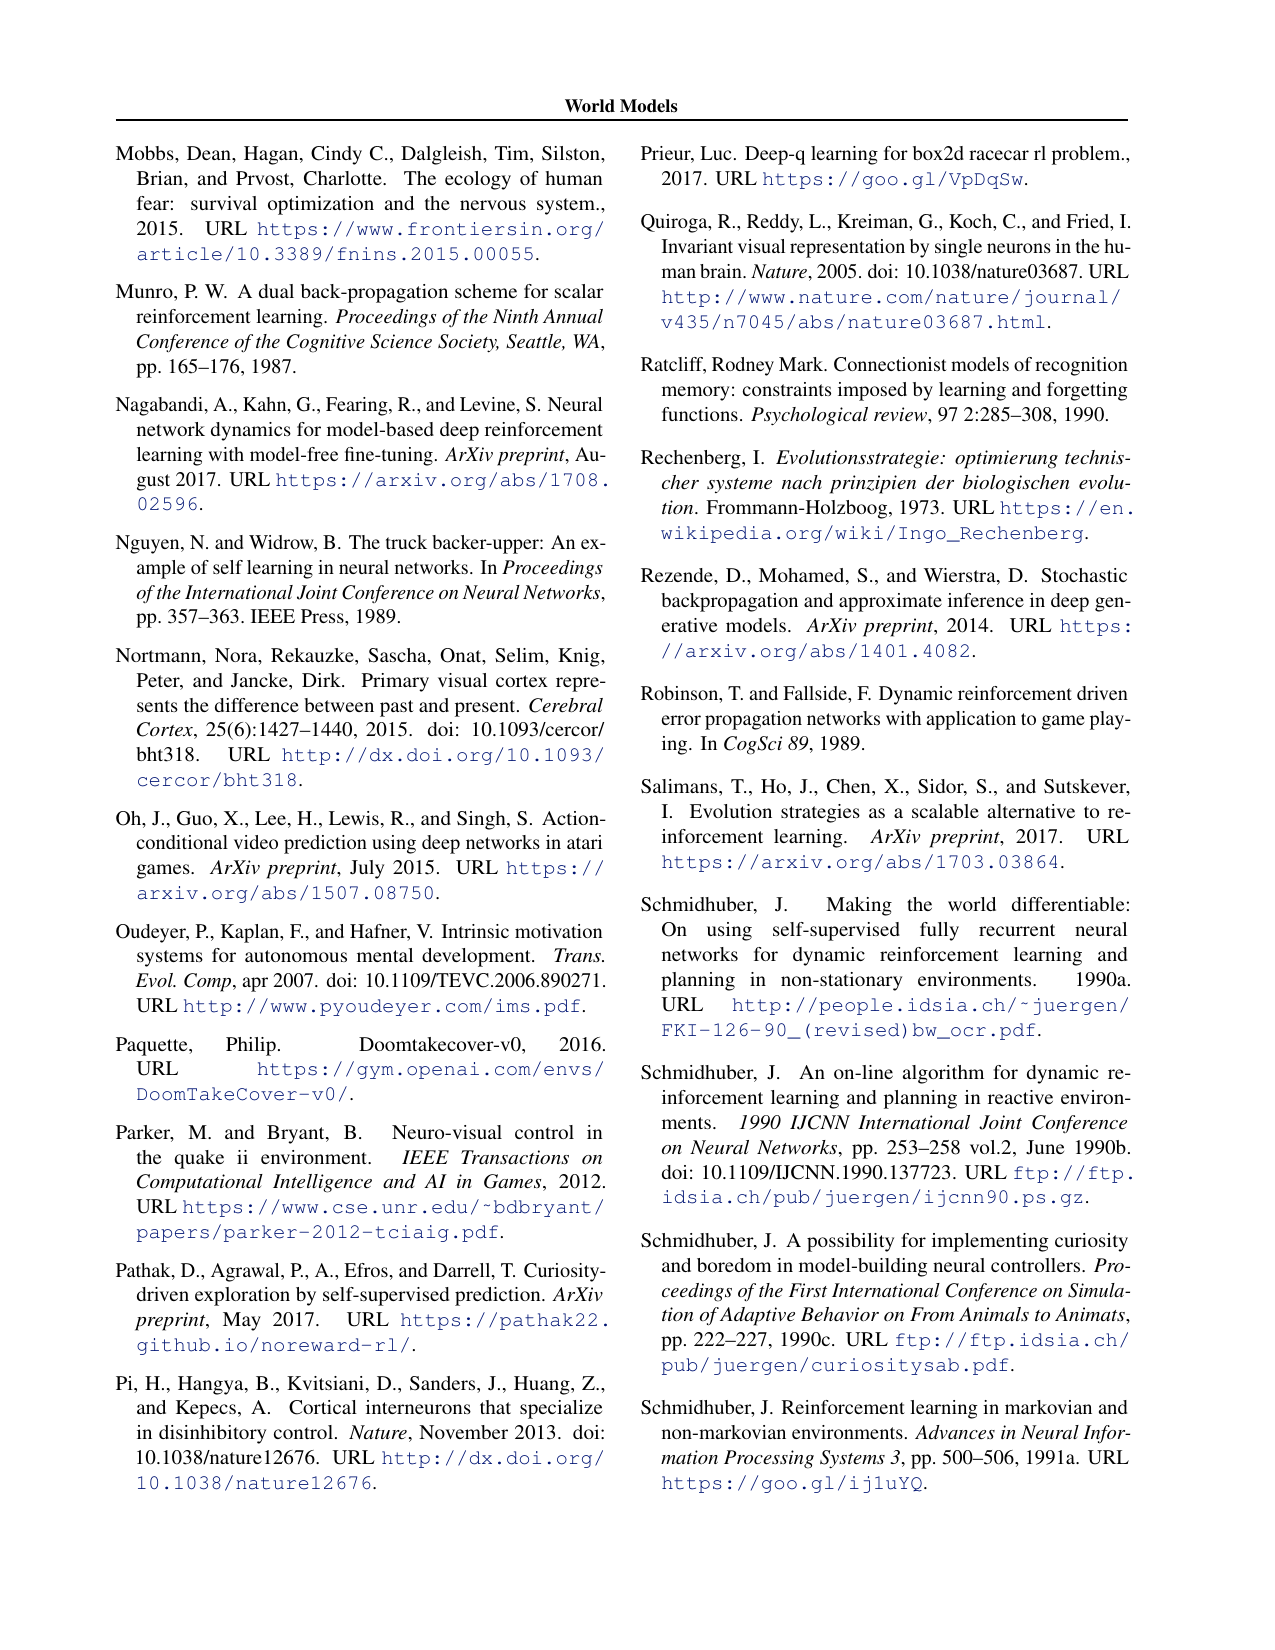 World Models
Mobbs, Dean, Hagan, Cindy C., Dalgleish, Tim, Silston,
Brian, and Prvost, Charlotte. The ecology of human
fear: survival optimization and the nervous system.,
2015. URL https://www.frontiersin.org/
article/10.3389/fnins.2015.00055.
Munro, P. W. A dual back-propagation scheme for scalar
reinforcement learning. Proceedings of the Ninth Annual
Conference of the Cognitive Science Society, Seattle, WA,
pp. 165–176, 1987.
Nagabandi, A., Kahn, G., Fearing, R., and Levine, S. Neural
network dynamics for model-based deep reinforcement
learning with model-free fine-tuning. ArXiv preprint, Au-
gust 2017. URL https://arxiv.org/abs/1708.
02596.
Nguyen, N. and Widrow, B. The truck backer-upper: An ex-
ample of self learning in neural networks. In Proceedings
of the International Joint Conference on Neural Networks,
pp. 357–363. IEEE Press, 1989.
Nortmann, Nora, Rekauzke, Sascha, Onat, Selim, Knig,
Peter, and Jancke, Dirk. Primary visual cortex repre-
sents the difference between past and present. Cerebral
Cortex, 25(6):1427–1440, 2015. doi: 10.1093/cercor/
bht318. URL http://dx.doi.org/10.1093/
cercor/bht318.
Oh, J., Guo, X., Lee, H., Lewis, R., and Singh, S. Action-
conditional video prediction using deep networks in atari
games. ArXiv preprint, July 2015. URL https://
arxiv.org/abs/1507.08750.
Oudeyer, P., Kaplan, F., and Hafner, V. Intrinsic motivation
systems for autonomous mental development. Trans.
Evol. Comp, apr 2007. doi: 10.1109/TEVC.2006.890271.
URL http://www.pyoudeyer.com/ims.pdf.
Paquette, Philip. Doomtakecover-v0, 2016.
URL https://gym.openai.com/envs/
DoomTakeCover-v0/.
Parker, M. and Bryant, B. Neuro-visual control in
the quake ii environment. IEEE Transactions on
Computational Intelligence and AI in Games, 2012.
URL https://www.cse.unr.edu/~bdbryant/
papers/parker-2012-tciaig.pdf.
Pathak, D., Agrawal, P., A., Efros, and Darrell, T. Curiosity-
driven exploration by self-supervised prediction. ArXiv
preprint, May 2017. URL https://pathak22.
github.io/noreward-rl/.
Pi, H., Hangya, B., Kvitsiani, D., Sanders, J., Huang, Z.,
and Kepecs, A. Cortical interneurons that specialize
in disinhibitory control. Nature, November 2013. doi:
10.1038/nature12676. URL http://dx.doi.org/
10.1038/nature12676.
Prieur, Luc. Deep-q learning for box2d racecar rl problem.,
2017. URL https://goo.gl/VpDqSw.
Quiroga, R., Reddy, L., Kreiman, G., Koch, C., and Fried, I.
Invariant visual representation by single neurons in the hu-
man brain. Nature, 2005. doi: 10.1038/nature03687. URL
http://www.nature.com/nature/journal/
v435/n7045/abs/nature03687.html.
Ratcliff, Rodney Mark. Connectionist models of recognition
memory: constraints imposed by learning and forgetting
functions. Psychological review, 97 2:285–308, 1990.
Rechenberg, I. Evolutionsstrategie: optimierung technis-
cher systeme nach prinzipien der biologischen evolu-
tion. Frommann-Holzboog, 1973. URL https://en.
wikipedia.org/wiki/Ingo_Rechenberg.
Rezende, D., Mohamed, S., and Wierstra, D. Stochastic
backpropagation and approximate inference in deep gen-
erative models. ArXiv preprint, 2014. URL https:
//arxiv.org/abs/1401.4082.
Robinson, T. and Fallside, F. Dynamic reinforcement driven
error propagation networks with application to game play-
ing. In CogSci 89, 1989.
Salimans, T., Ho, J., Chen, X., Sidor, S., and Sutskever,
I. Evolution strategies as a scalable alternative to re-
inforcement learning. ArXiv preprint, 2017. URL
https://arxiv.org/abs/1703.03864.
Schmidhuber, J. Making the world differentiable:
On using self-supervised fully recurrent neural
networks for dynamic reinforcement learning and
planning in non-stationary environments. 1990a.
URL http://people.idsia.ch/~juergen/
FKI-126-90_(revised)bw_ocr.pdf.
Schmidhuber, J. An on-line algorithm for dynamic re-
inforcement learning and planning in reactive environ-
ments. 1990 IJCNN International Joint Conference
on Neural Networks, pp. 253–258 vol.2, June 1990b.
doi: 10.1109/IJCNN.1990.137723. URL ftp://ftp.
idsia.ch/pub/juergen/ijcnn90.ps.gz.
Schmidhuber, J. A possibility for implementing curiosity
and boredom in model-building neural controllers. Pro-
ceedings of the First International Conference on Simula-
tion of Adaptive Behavior on From Animals to Animats,
pp. 222–227, 1990c. URL ftp://ftp.idsia.ch/
pub/juergen/curiositysab.pdf.
Schmidhuber, J. Reinforcement learning in markovian and
non-markovian environments. Advances in Neural Infor-
mation Processing Systems 3, pp. 500–506, 1991a. URL
https://goo.gl/ij1uYQ.